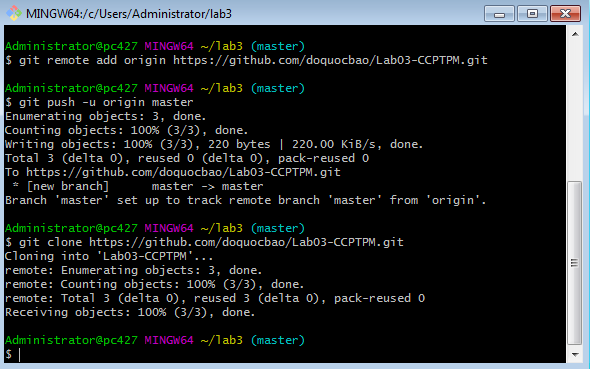 MINGW64:/c/Users/Administrator/lab3
Administrator@pc427 MINGW64 ~/lab3 (master)
$ git remote add origin https://github.com/doquocbao/Lab03-CCPTPM.git
Administrator@pc427 MINGW64 ~/lab3 (master)
$ git push -u origin master
Enumerating objects: 3, done.
Counting objects: 100% (3/3), done.
Writing objects: 100% (3/3), 220 bytes | 220.00 KiB/s, done.
Total 3 (delta 0), reused 0 (delta 0), pack-reused 0
To https://github.com/doquocbao/Lab03-CCPTPM.git
 * [new branch]      master -> master
Branch 'master' set up to track remote branch 'master' from 'origin'.
Administrator@pc427 MINGW64 ~/lab3 (master)
$ git clone https://github.com/doquocbao/Lab03-CCPTPM.git
Cloning into 'Lab03-CCPTPM'...
remote: Enumerating objects: 3, done.
remote: Counting objects: 100% (3/3), done.
remote: Total 3 (delta 0), reused 3 (delta 0), pack-reused 0
Receiving objects: 100% (3/3), done.
Administrator@pc427 MINGW64 ~/lab3 (master)
$